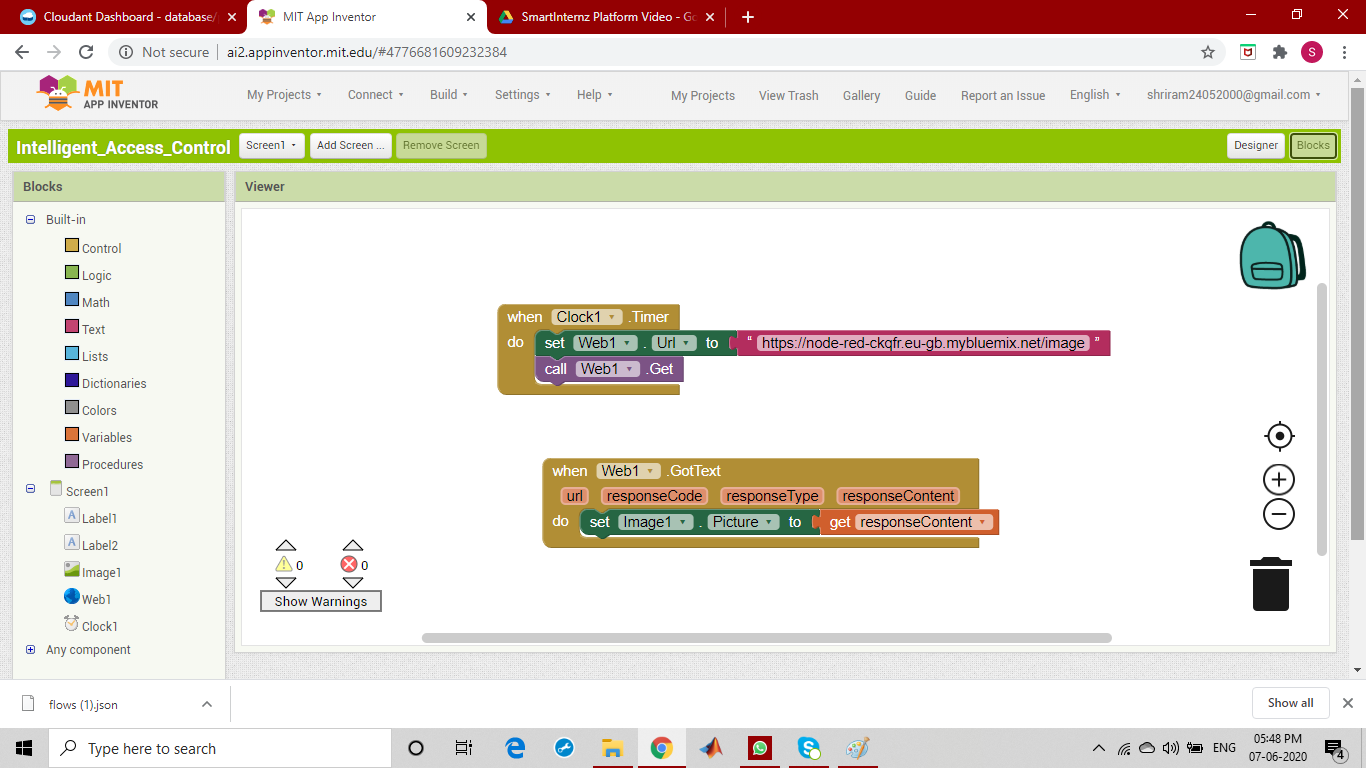 Cloudant Dashboard - database/
MIT App Inventor
SmartInternz Platform Video - Go
Not secure
ai2.appinventor.mit.edu/#4776681609232384
S
MIT
APP INVENTOR
My Projects
Connect
Build
Settings
Help
My Projects
View Trash
Gallery
Guide
Report an Issue
English
shriram24052000@gmail.com
Intelligent_Access_Control
Screen1
Add Screen ...
Remove Screen
Designer
Blocks
Blocks
Viewer
Built-in
Control
Logic
Math
Text
Lists
Dictionaries
Colors
Variables
Procedures
Screen1
Label1
Label2
Image1
Web1
Clock1
Any component
when Clock1 .Timer
do set Web1 . Url to “ https://node-red-ckqfr.eu-gb.mybluemix.net/image ”
call Web1 .Get
when Web1 .GotText
url responseCode responseType responseContent
do set Image1 . Picture to get responseContent
0 0
Show Warnings
flows (1).json
Show all
Type here to search
ENG
05:48 PM
07-06-2020
4